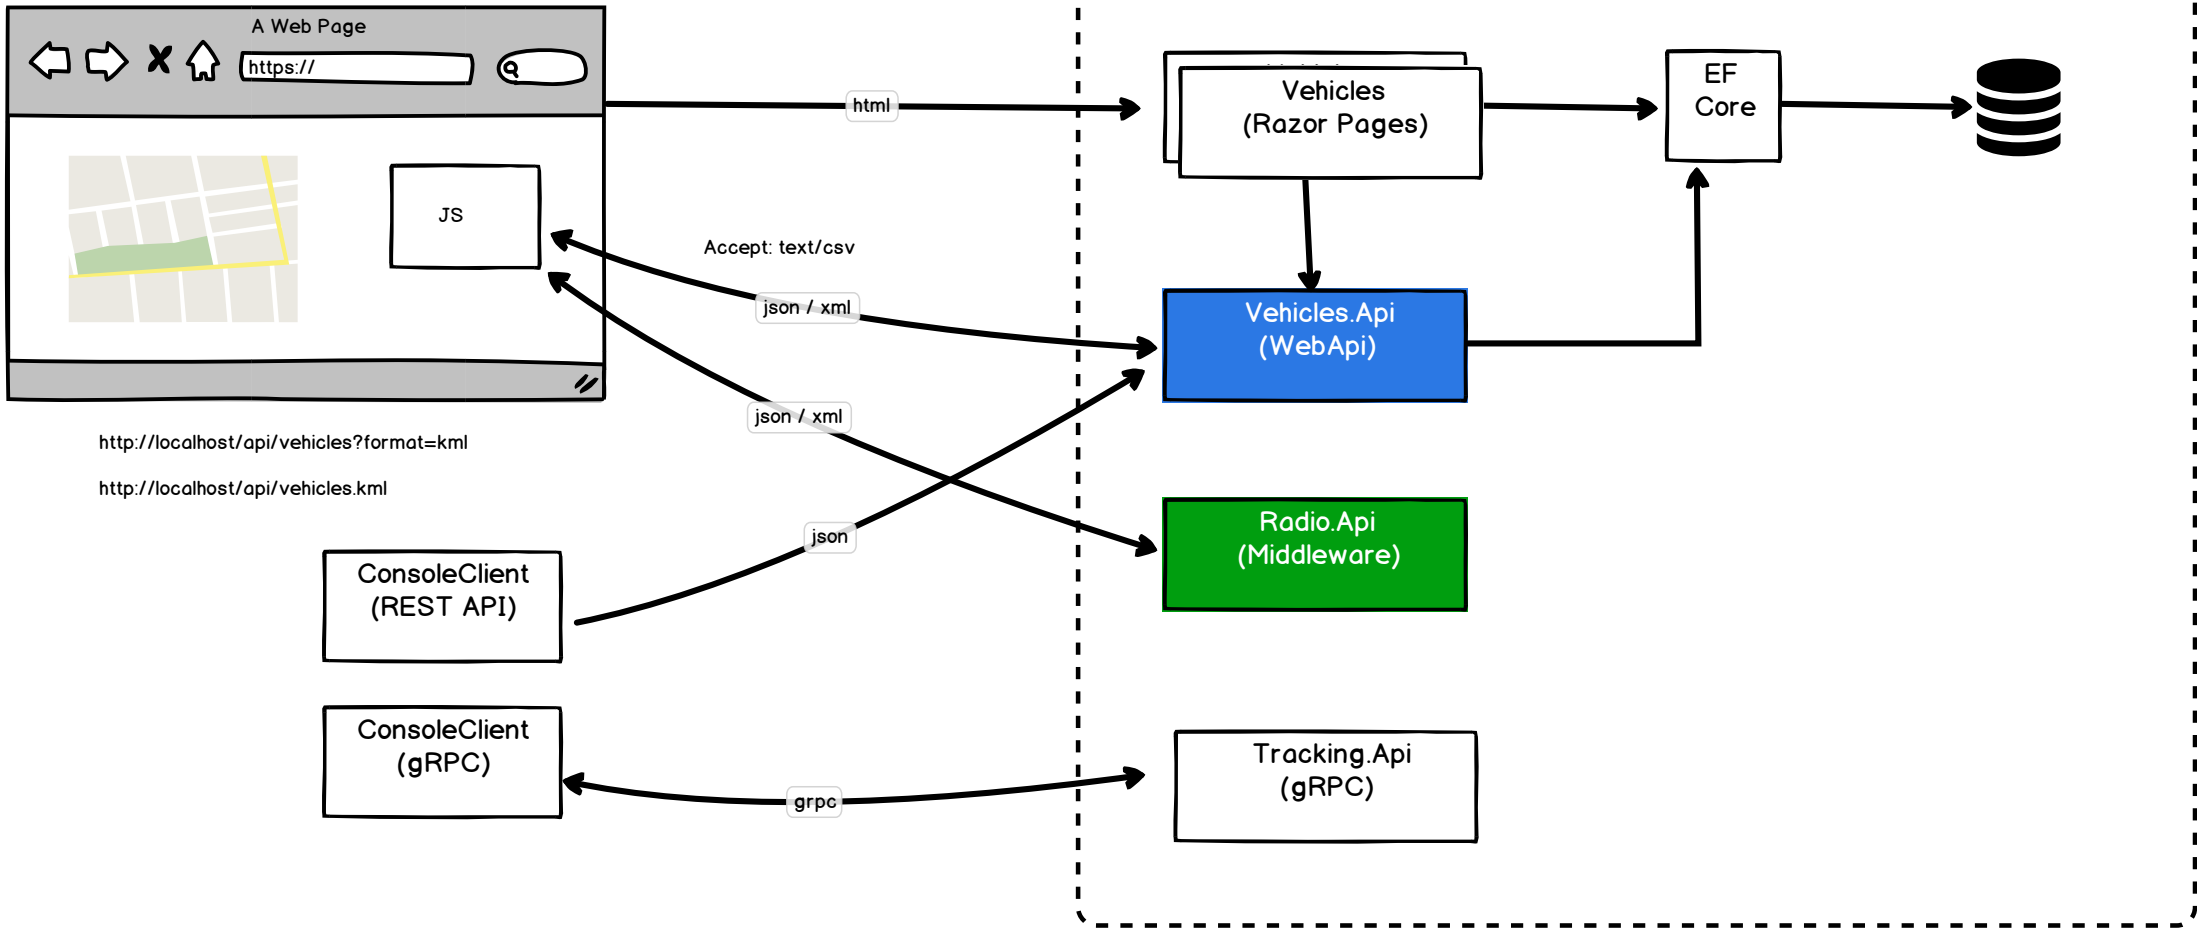 A Web Page
https://
JS
html
Vehicles
(Razor Pages)
EF
Core
Accept: text/csv
json / xml
Vehicles.Api
(WebApi)
json / xml
http://localhost/api/vehicles?format=kml
http://localhost/api/vehicles.kml
json
Radio.Api
(Middleware)
ConsoleClient
(REST API)
ConsoleClient
(gRPC)
grpc
Tracking.Api
(gRPC)